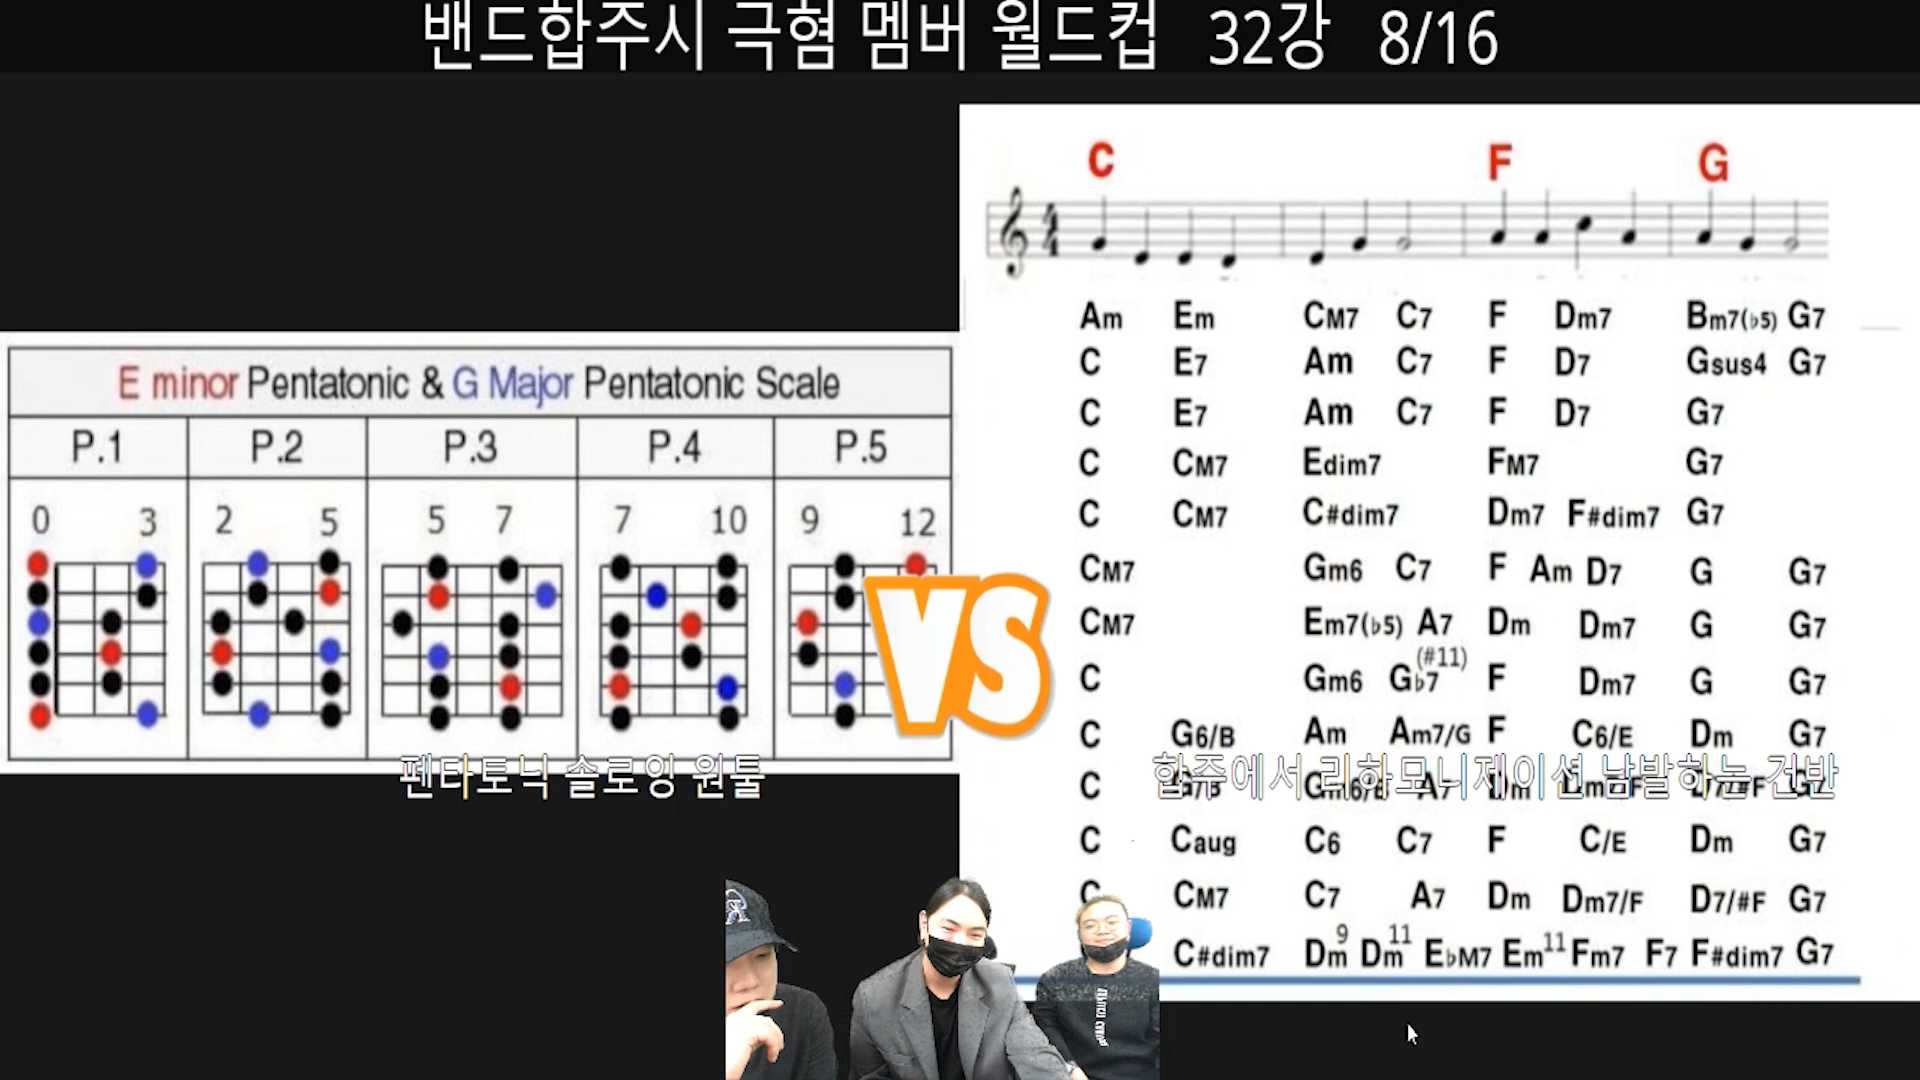 밴드합주시 극혐 멤버 월드컵 32강 8/16
E minor Pentatonic & G Major Pentatonic Scale
P.1 P.2 P.3 P.4 P.5
0 3 2 5 5 7 7 10 9 12
펜타토닉 솔로잉 원툴
VS
C F G
4/4
Am Em CM7 C7 F Dm7 Bm7(♭5) G7
C E7 Am C7 F D7 Gsus4 G7
C E7 Am C7 F D7 G7
C CM7 Edim7 FM7 G7
C CM7 C#dim7 Dm7 F#dim7 G7
CM7 Gm6 C7 F Am D7 G G7
CM7 Em7(♭5) A7 Dm Dm7 G G7
C Gm6 G♭7(#11) F Dm7 G G7
C G6/B Am Am7/G F C6/E Dm G7
합주에서 리하모니제이션 남발하는 건반
C A7
C Caug C6 C7 F C/E Dm G7
C CM7 C7 A7 Dm Dm7/F D7/#F G7
C#dim7 Dm9 Dm11 E♭M7 Em11 Fm7 F7 F#dim7 G7